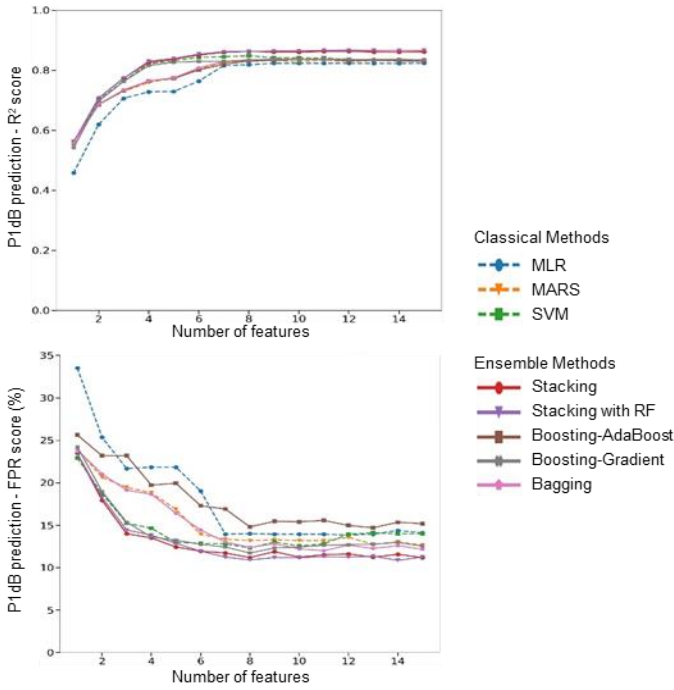 P1dB prediction - R² score
1.0
0.8
0.6
0.4
0.2
0.0
2 4 6 8 10 12 14
Number of features
Classical Methods
MLR
MARS
SVM
P1dB prediction - FPR score (%)
35
30
25
20
15
10
5
0
2 4 6 8 10 12 14
Number of features
Ensemble Methods
Stacking
Stacking with RF
Boosting-AdaBoost
Boosting-Gradient
Bagging